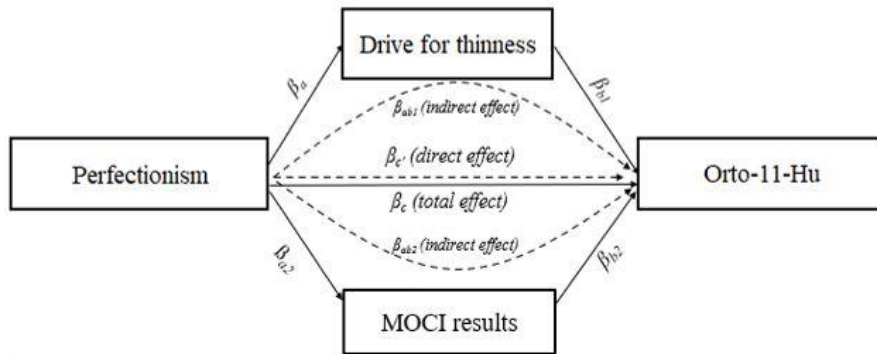 Drive for thinness
βa
βb1
βab1 (indirect effect)
βc' (direct effect)
Perfectionism
Orto-11-Hu
βc (total effect)
βab2 (indirect effect)
βa2
βb2
MOCI results